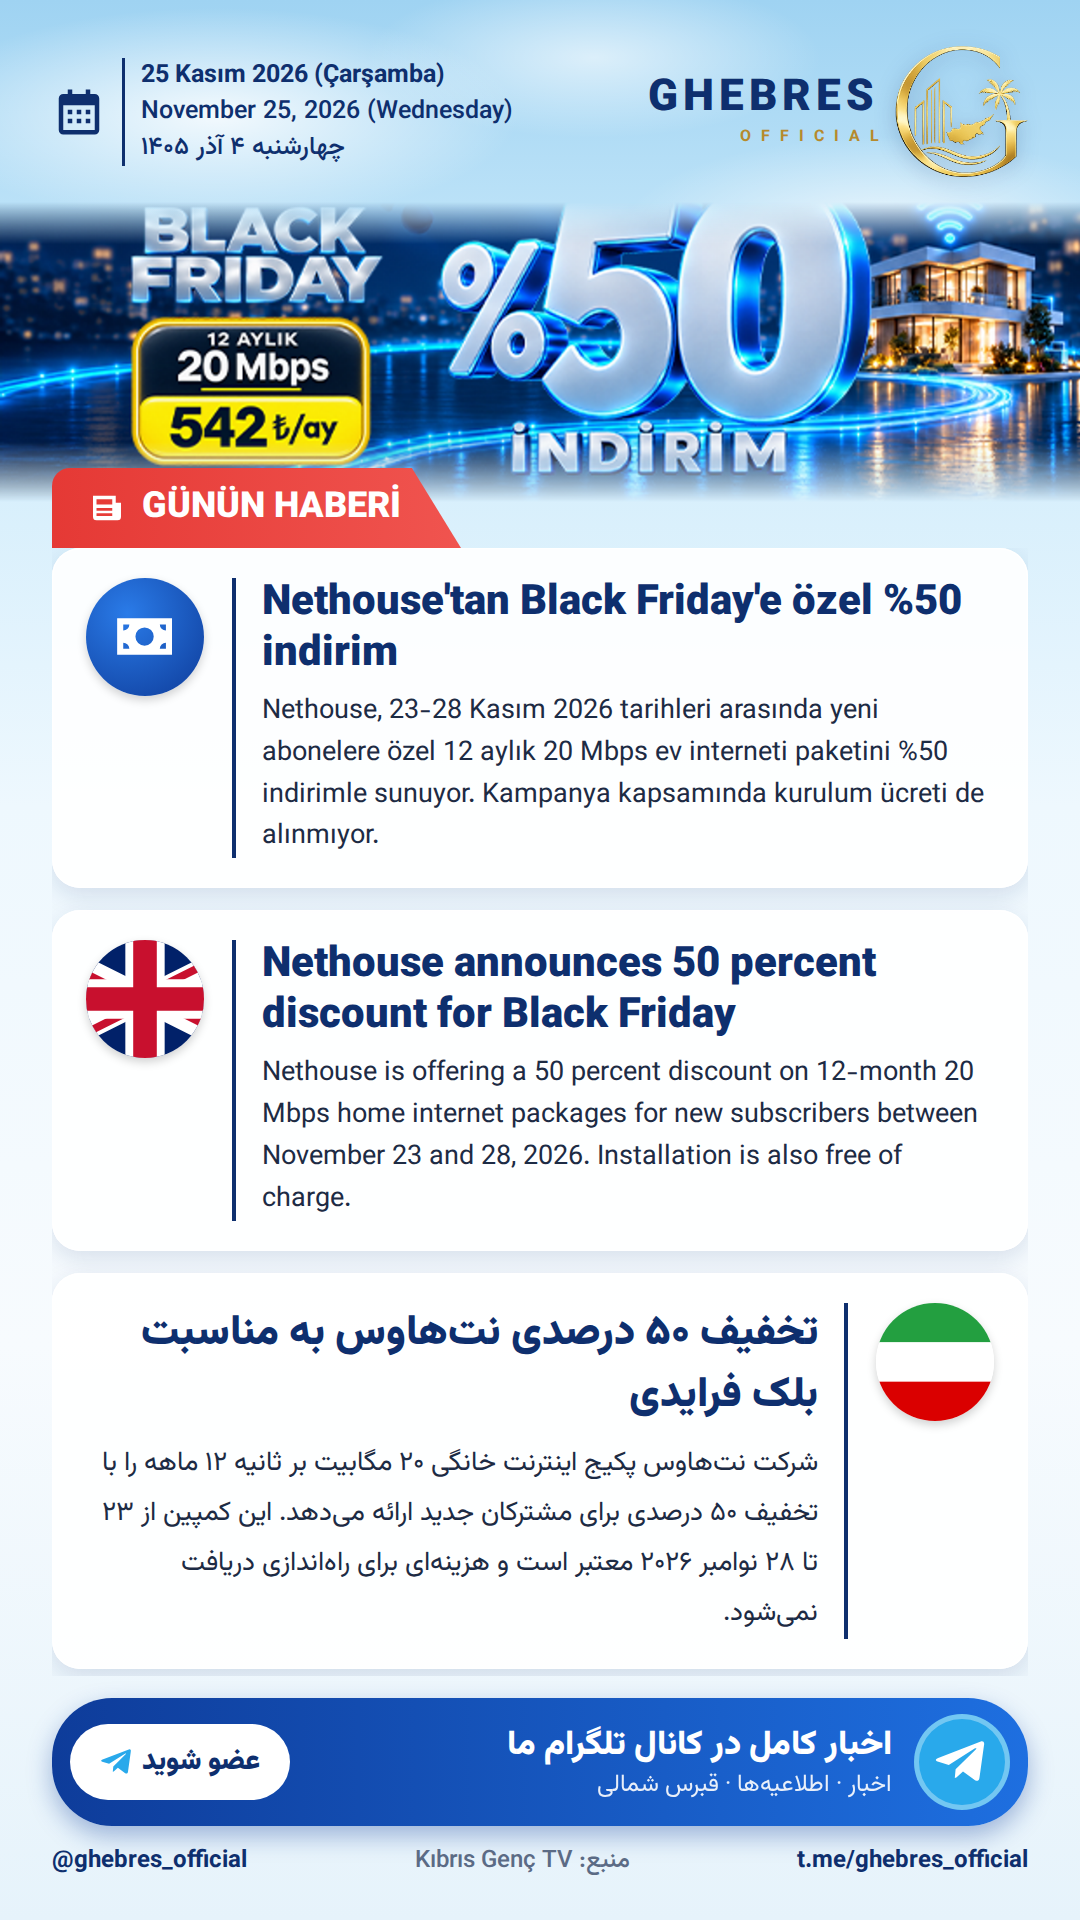 25 Kasım 2026 (Çarşamba)
November 25, 2026 (Wednesday)
چهارشنبه ۴ آذر ۱۴۰۵
GHEBRES
OFFICIAL
BLACK
FRIDAY
12 AYLIK
20 Mbps
542 ₺/ay
%50
İNDİRİM
GÜNÜN HABERİ
Nethouse'tan Black Friday'e özel %50
indirim
Nethouse, 23-28 Kasım 2026 tarihleri arasında yeni
abonelere özel 12 aylık 20 Mbps ev interneti paketini %50
indirimle sunuyor. Kampanya kapsamında kurulum ücreti de
alınmıyor.
Nethouse announces 50 percent
discount for Black Friday
Nethouse is offering a 50 percent discount on 12-month 20
Mbps home internet packages for new subscribers between
November 23 and 28, 2026. Installation is also free of
charge.
تخفیف ۵۰ درصدی نت‌هاوس به مناسبت
بلک فرایدی
شرکت نت‌هاوس پکیج اینترنت خانگی ۲۰ مگابیت بر ثانیه ۱۲ ماهه را با
تخفیف ۵۰ درصدی برای مشترکان جدید ارائه می‌دهد. این کمپین از ۲۳
تا ۲۸ نوامبر ۲۰۲۶ معتبر است و هزینه‌ای برای راه‌اندازی دریافت
نمی‌شود.
اخبار کامل در کانال تلگرام ما
اخبار · اطلاعیه‌ها · قبرس شمالی
عضو شوید
@ghebres_official
منبع: Kıbrıs Genç TV
t.me/ghebres_official